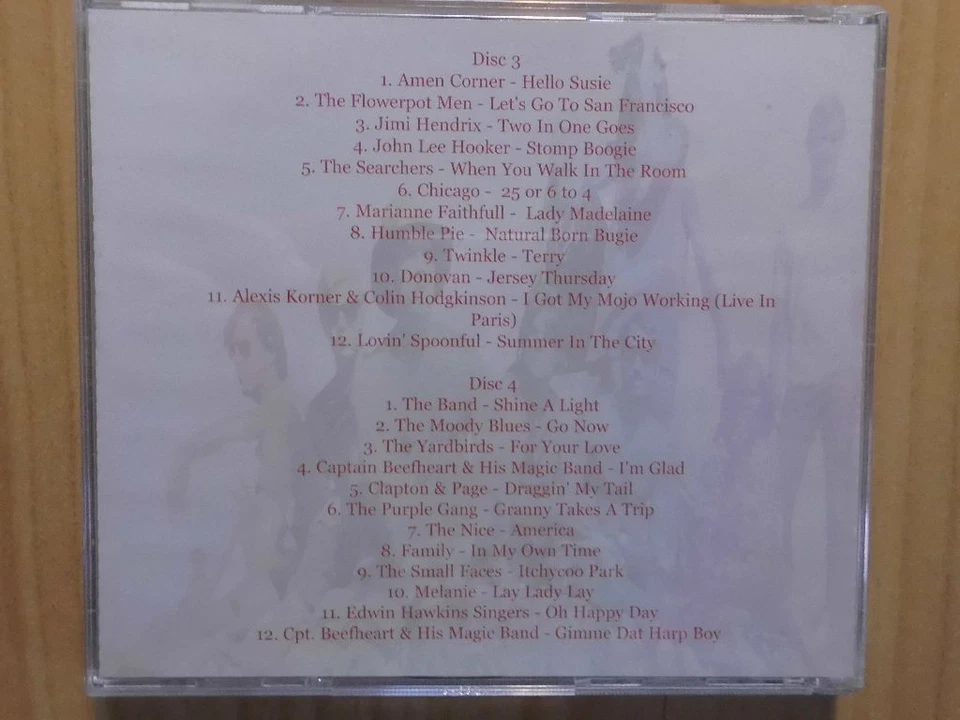 Disc 3
1. Amen Corner - Hello Susie
2. The Flowerpot Men - Let's Go To San Francisco
3. Jimi Hendrix - Two In One Goes
4. John Lee Hooker - Stomp Boogie
5. The Searchers - When You Walk In The Room
6. Chicago - 25 or 6 to 4
7. Marianne Faithfull - Lady Madelaine
8. Humble Pie - Natural Born Bugie
9. Twinkle - Terry
10. Donovan - Jersey Thursday
11. Alexis Korner & Colin Hodgkinson - I Got My Mojo Working (Live In
Paris)
12. Lovin' Spoonful - Summer In The City
Disc 4
1. The Band - Shine A Light
2. The Moody Blues - Go Now
3. The Yardbirds - For Your Love
4. Captain Beefheart & His Magic Band - I'm Glad
5. Clapton & Page - Draggin' My Tail
6. The Purple Gang - Granny Takes A Trip
7. The Nice - America
8. Family - In My Own Time
9. The Small Faces - Itchycoo Park
10. Melanie - Lay Lady Lay
11. Edwin Hawkins Singers - Oh Happy Day
12. Cpt. Beefheart & His Magic Band - Gimme Dat Harp Boy